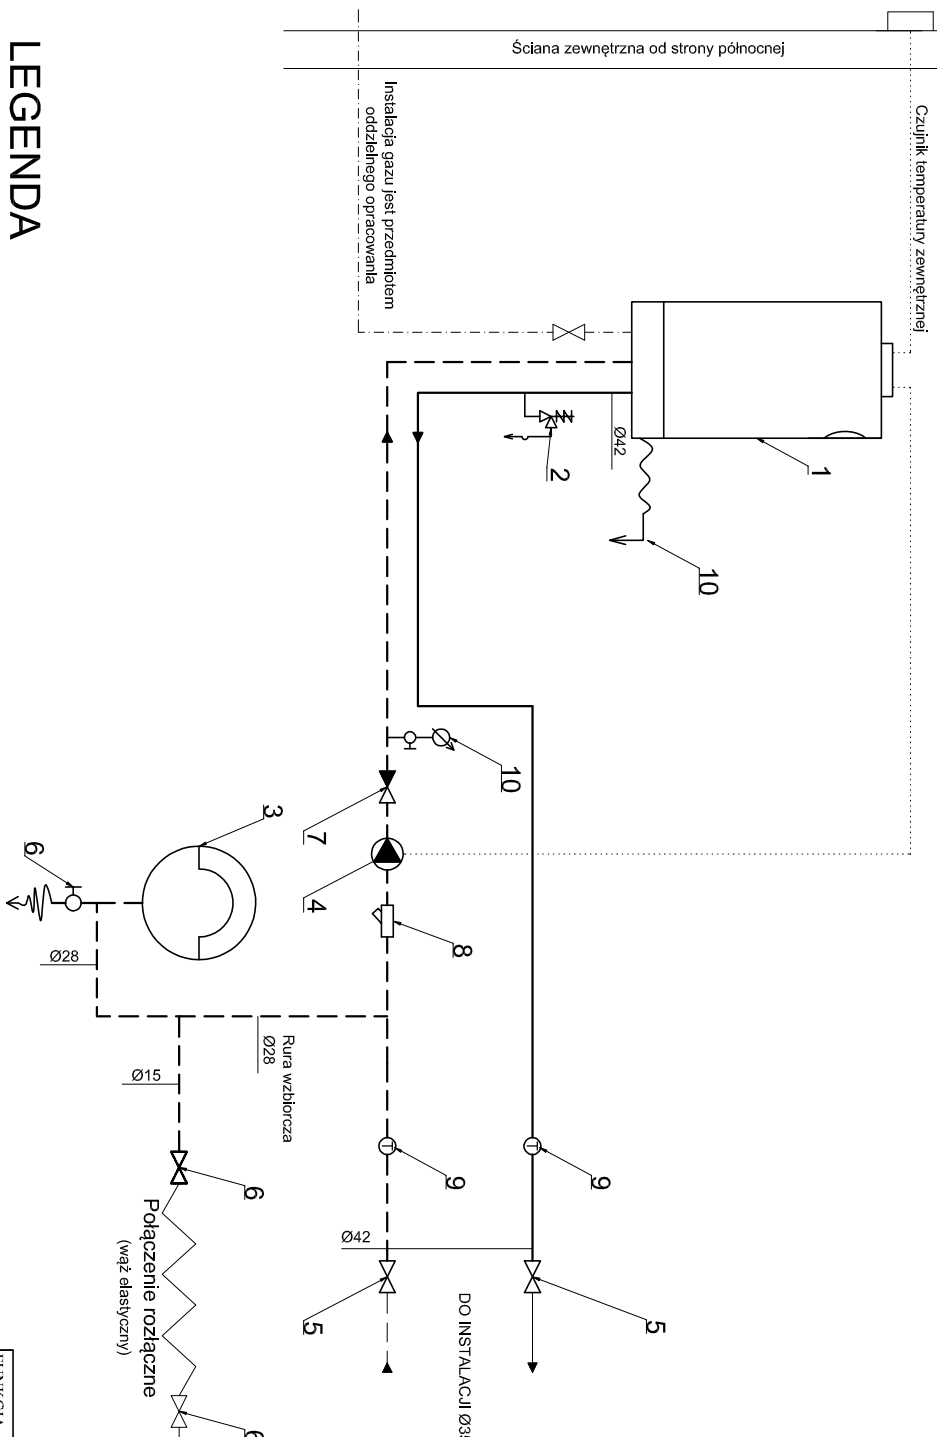 Ściana zewnętrzna od strony północnej
Czujnik temperatury zewnętrznej
Instalacja gazu jest przedmiotem
oddzielnego opracowania
LEGENDA
1
Ø42
2
10
10
7
4
3
8
6
Ø28
Rura wzbiorcza
Ø28
Ø15
9
9
6
Ø42
5
5
Połączenie rozłączne
(wąż elastyczny)
DO INSTALACJI
6